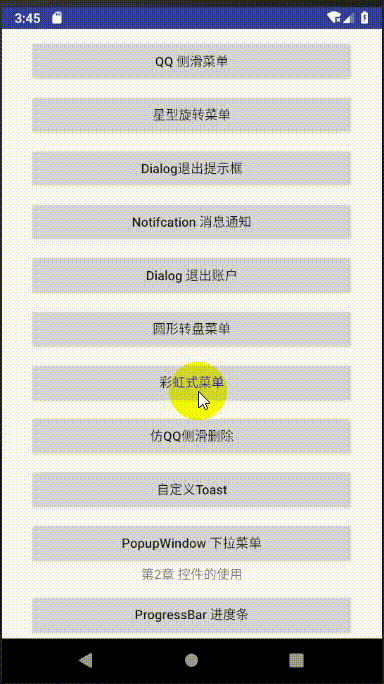 3:45
QQ 侧滑菜单
星型旋转菜单
Dialog退出提示框
Notifcation 消息通知
Dialog 退出账户
圆形转盘菜单
彩虹式菜单
仿QQ侧滑删除
自定义Toast
PopupWindow 下拉菜单
第2章 控件的使用
ProgressBar 进度条